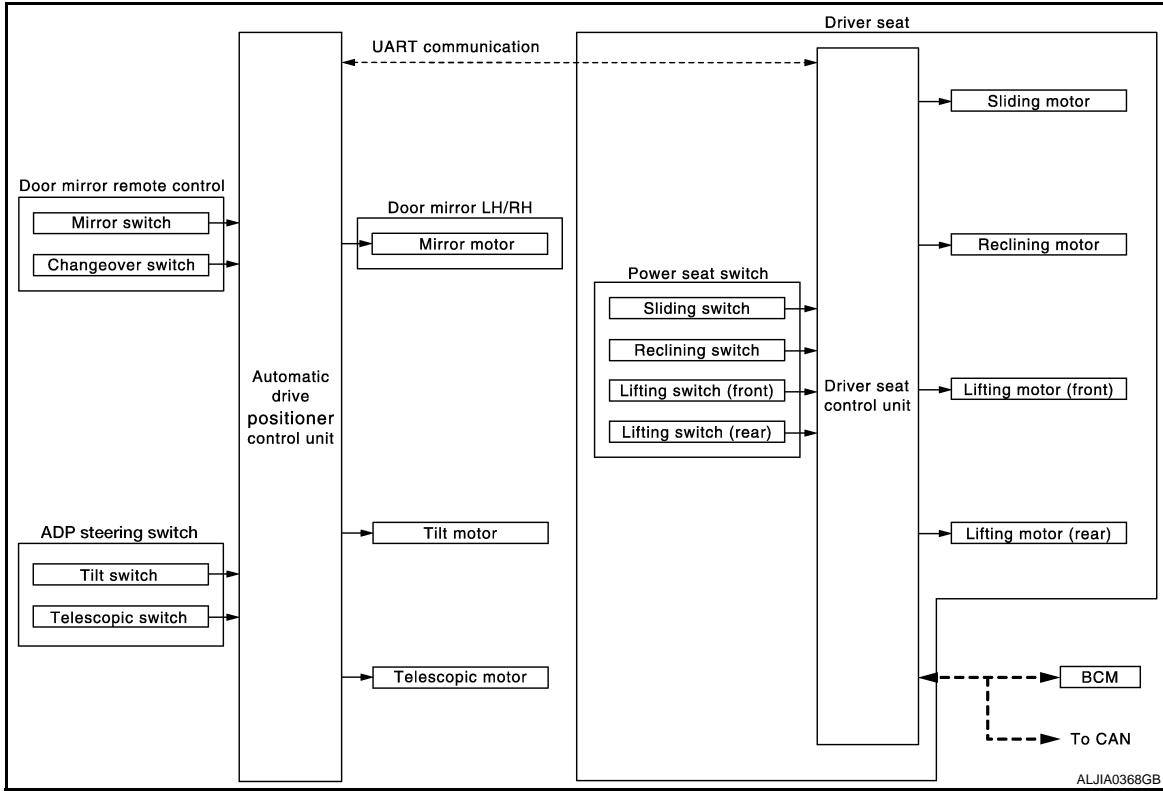 Driver seat
UART communication
Sliding motor
Door mirror remote control
Mirror switch
Changeover switch
Door mirror LH/RH
Mirror motor
Reclining motor
Power seat switch
Sliding switch
Reclining switch
Lifting switch (front)
Lifting switch (rear)
Automatic
drive
positioner
control unit
Driver seat
control unit
Lifting motor (front)
ADP steering switch
Tilt switch
Telescopic switch
Tilt motor
Lifting motor (rear)
Telescopic motor
BCM
To CAN
ALJIA0368GB